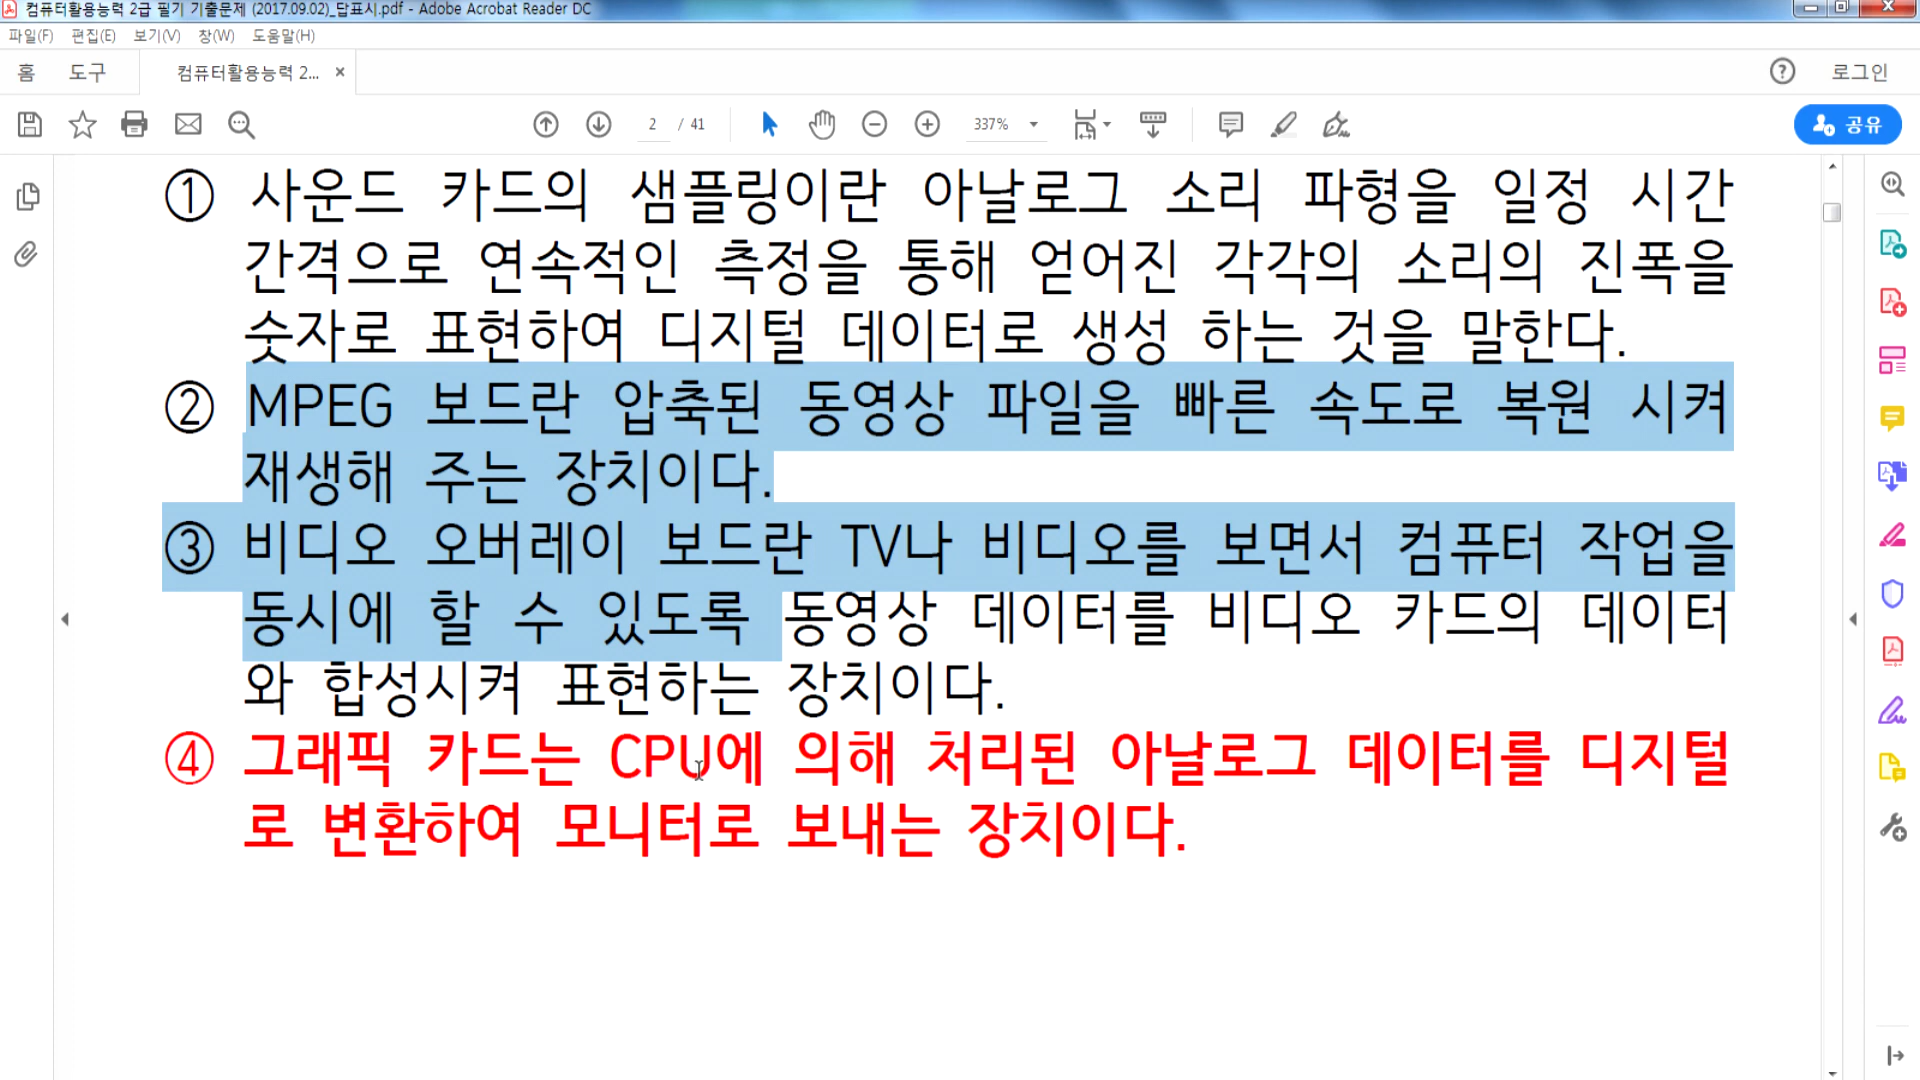 컴퓨터활용능력 2급 필기 기출문제 (2017.09.02)_답표시.pdf - Adobe Acrobat Reader DC
파일(F) 편집(E) 보기(V) 창(W) 도움말(H)
홈 도구 컴퓨터활용능력 2... × 로그인
2 / 41 337% 공유
① 사운드 카드의 샘플링이란 아날로그 소리 파형을 일정 시간
간격으로 연속적인 측정을 통해 얻어진 각각의 소리의 진폭을
숫자로 표현하여 디지털 데이터로 생성 하는 것을 말한다.
② MPEG 보드란 압축된 동영상 파일을 빠른 속도로 복원 시켜
재생해 주는 장치이다.
③ 비디오 오버레이 보드란 TV나 비디오를 보면서 컴퓨터 작업을
동시에 할 수 있도록 동영상 데이터를 비디오 카드의 데이터
와 합성시켜 표현하는 장치이다.
④ 그래픽 카드는 CPU에 의해 처리된 아날로그 데이터를 디지털
로 변환하여 모니터로 보내는 장치이다.